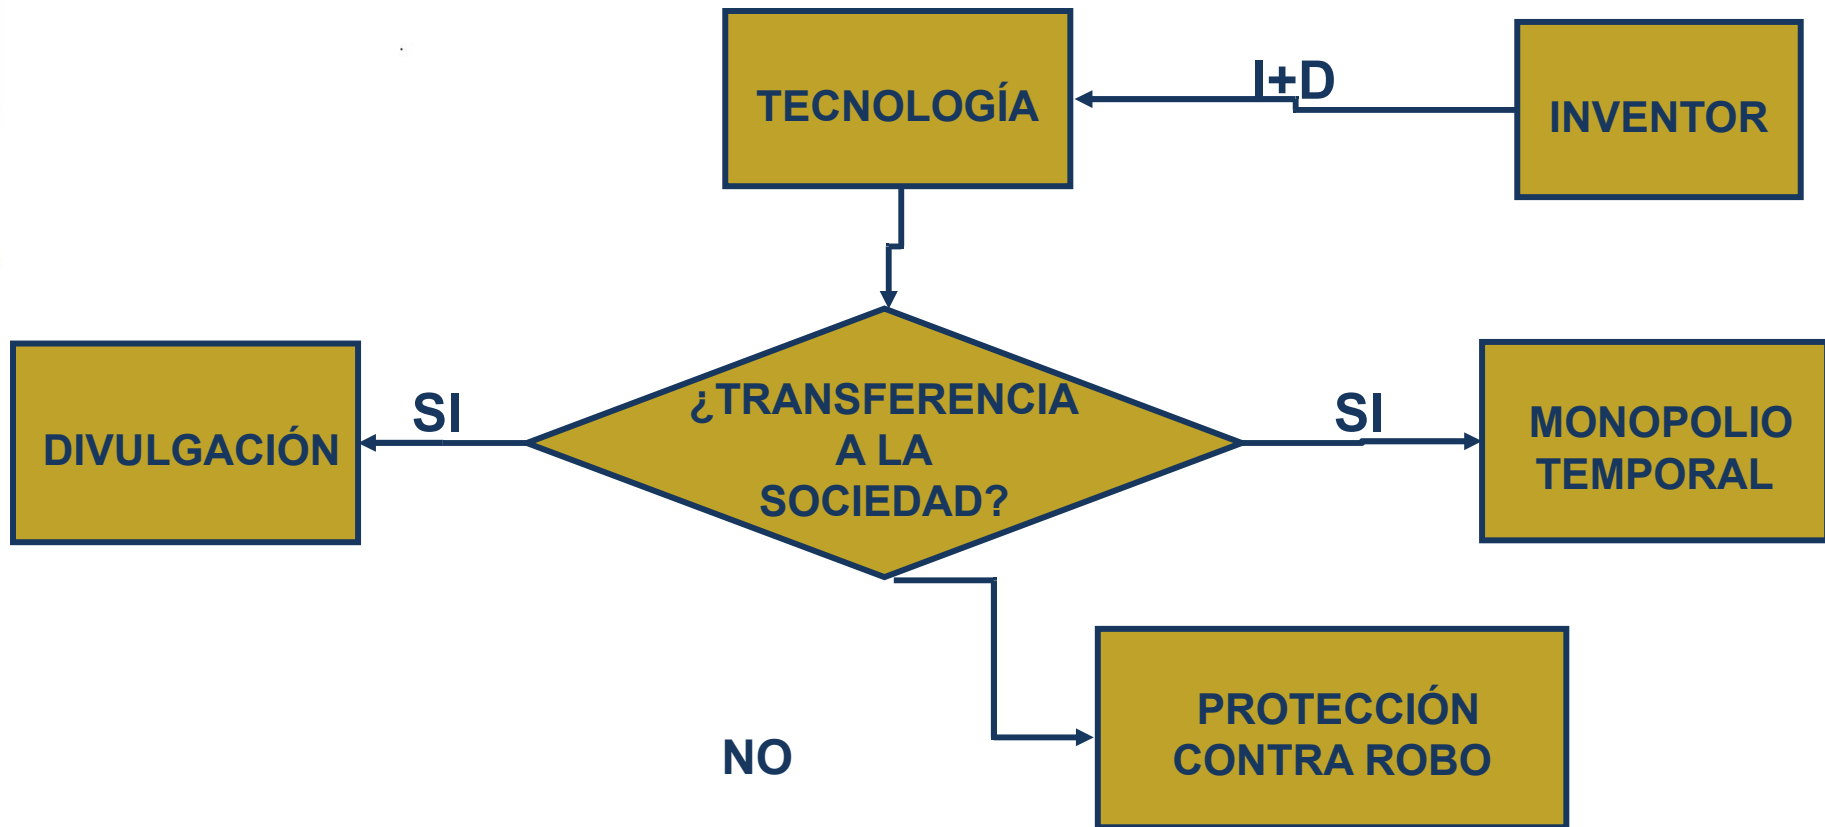 TECNOLOGÍA
I+D
INVENTOR
DIVULGACIÓN
SI
¿TRANSFERENCIA
A LA
SOCIEDAD?
SI
MONOPOLIO
TEMPORAL
NO
PROTECCIÓN
CONTRA ROBO